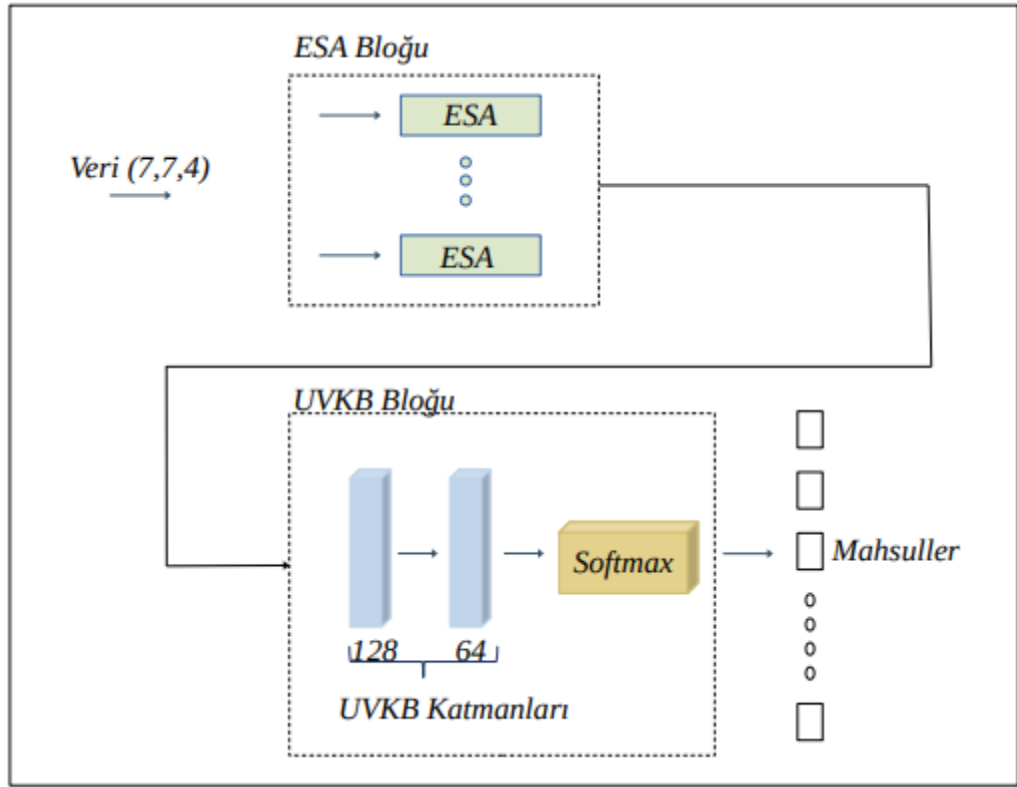 ESA Bloğu
ESA
Veri (7,7,4)
ESA
UVKB Bloğu
Softmax
Mahsuller
128 64
UVKB Katmanları